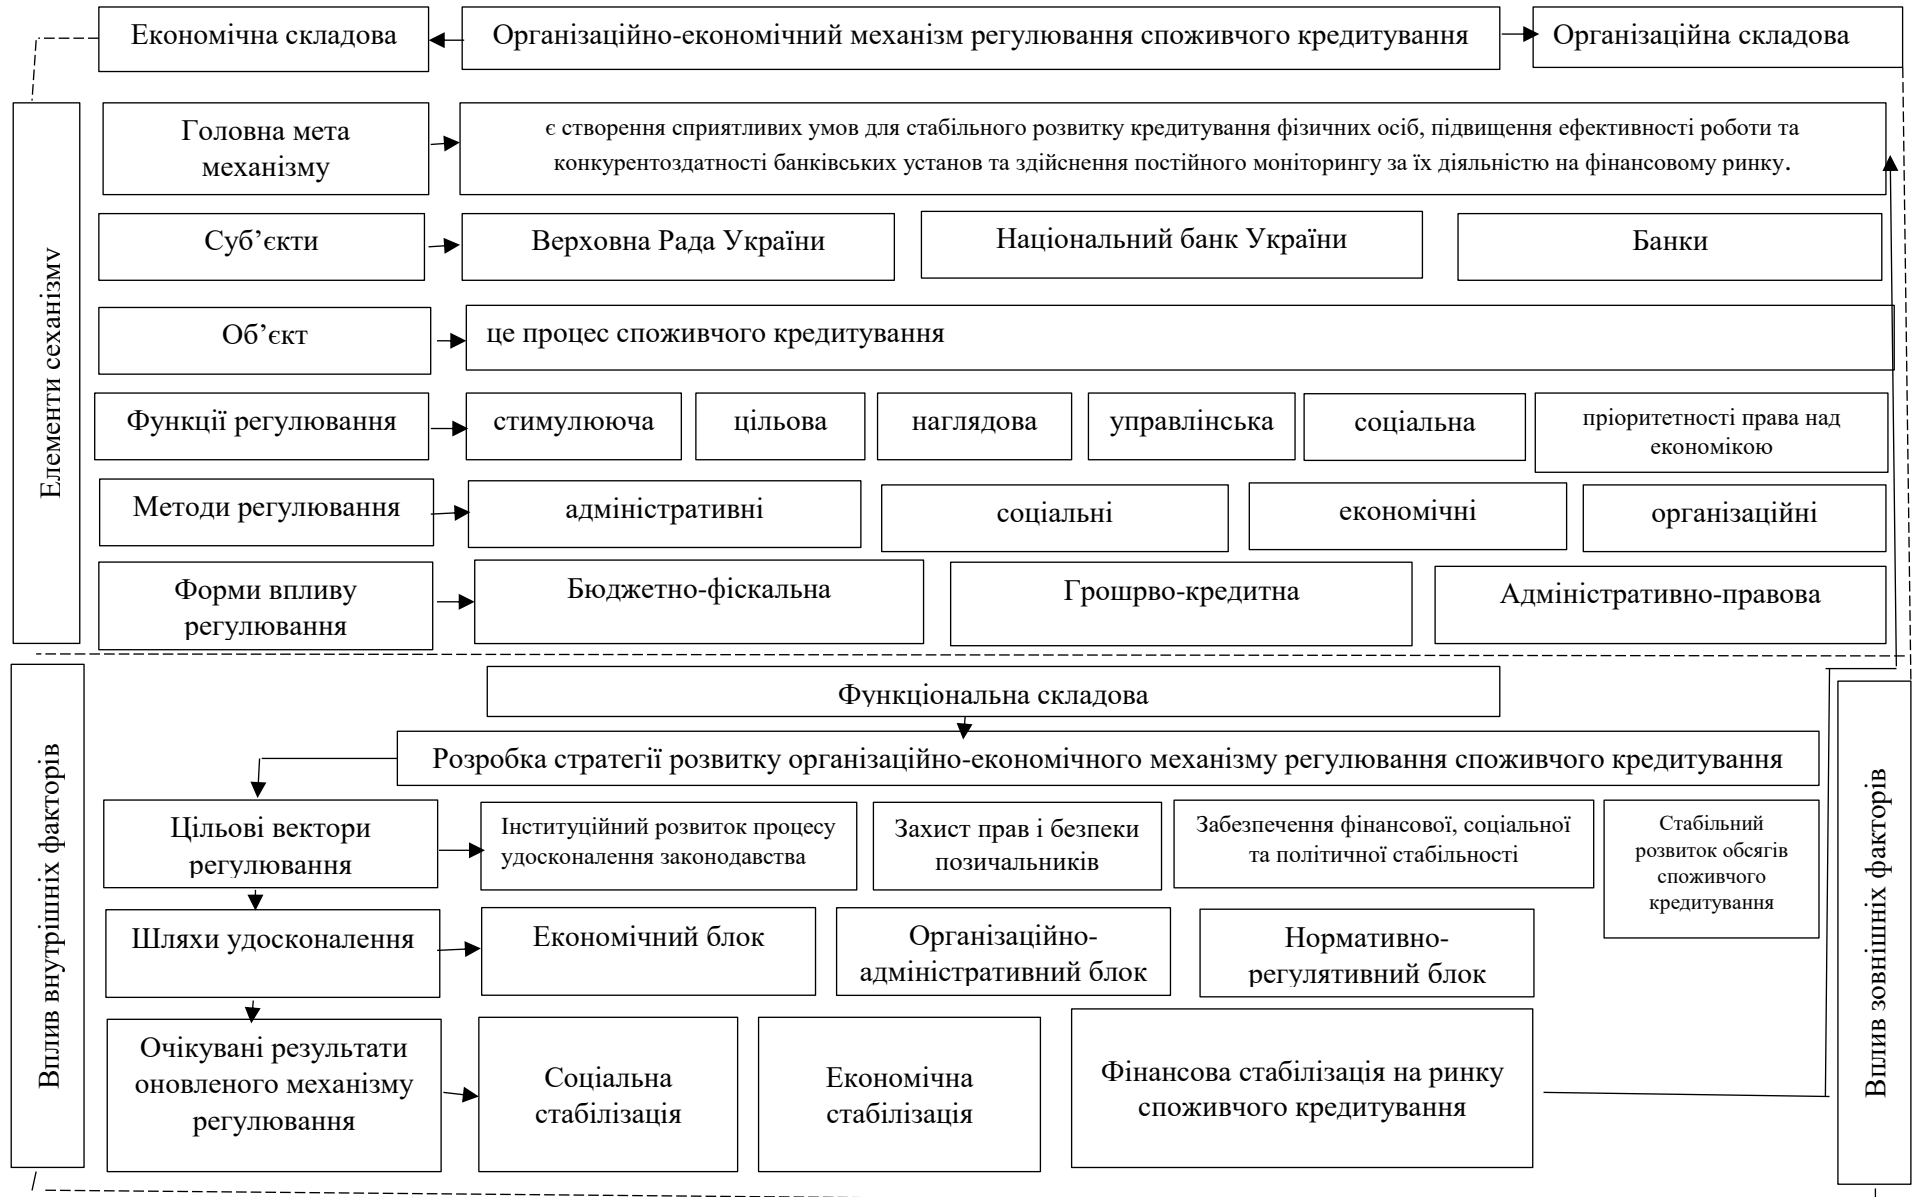 Економічна складова
Організаційно-економічний механізм регулювання споживчого кредитування
Організаційна складова
Елементи сеханізму
Головна мета
механізму
є створення сприятливих умов для стабільного розвитку кредитування фізичних осіб, підвищення ефективності роботи та
конкурентоздатності банківських установ та здійснення постійного моніторингу за їх діяльністю на фінансовому ринку.
Суб’єкти
Верховна Рада України
Національний банк України
Банки
Об’єкт
це процес споживчого кредитування
Функції регулювання
стимулююча
цільова
наглядова
управлінська
соціальна
пріоритетності права над
економікою
Методи регулювання
адміністративні
соціальні
економічні
організаційні
Форми впливу
регулювання
Бюджетно-фіскальна
Грошрво-кредитна
Адміністративно-правова
Вплив внутрішніх факторів
Функціональна складова
Розробка стратегії розвитку організаційно-економічного механізму регулювання споживчого кредитування
Цільові вектори
регулювання
Інституційний розвиток процесу
удосконалення законодавства
Захист прав і безпеки
позичальників
Забезпечення фінансової, соціальної
та політичної стабільності
Стабільний
розвиток обсягів
споживчого
кредитування
Шляхи удосконалення
Економічний блок
Організаційно-
адміністративний блок
Нормативно-
регулятивний блок
Очікувані результати
оновленого механізму
регулювання
Соціальна
стабілізація
Економічна
стабілізація
Фінансова стабілізація на ринку
споживчого кредитування
Вплив зовнішніх факторів